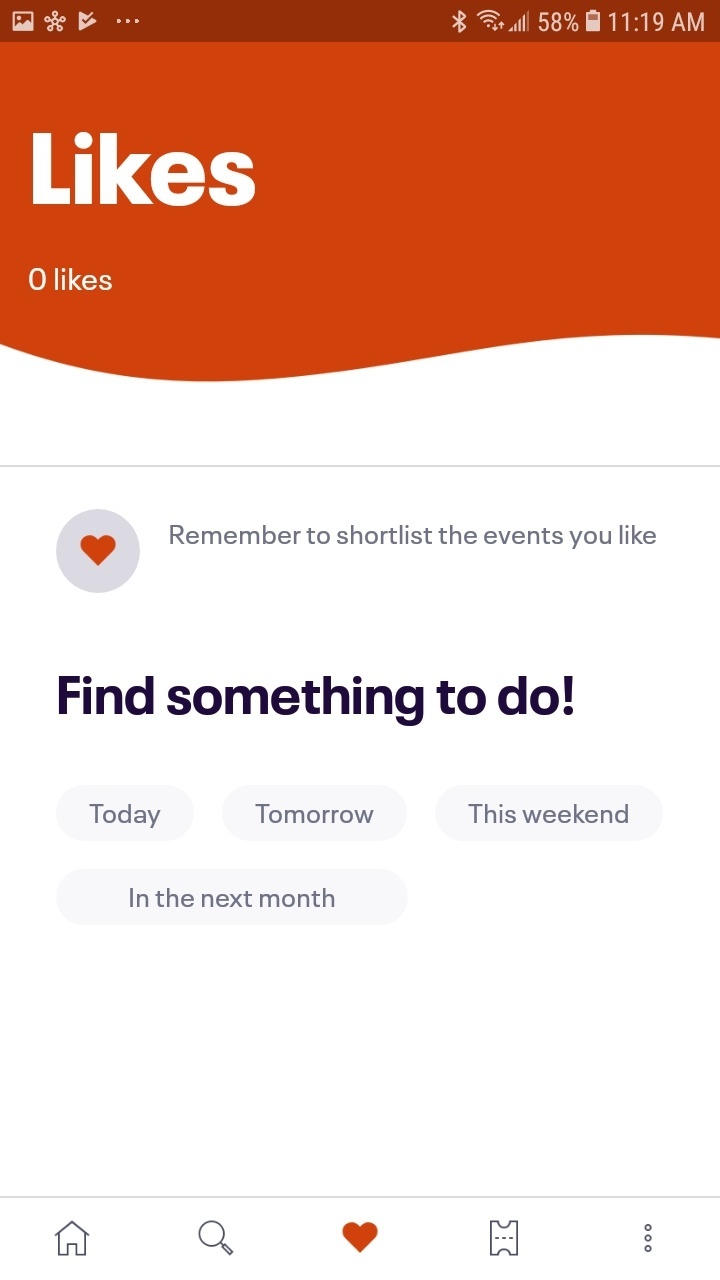 58% 11:19 AM
Likes
0 likes
Remember to shortlist the events you like
Find something to do!
Today Tomorrow This weekend
In the next month